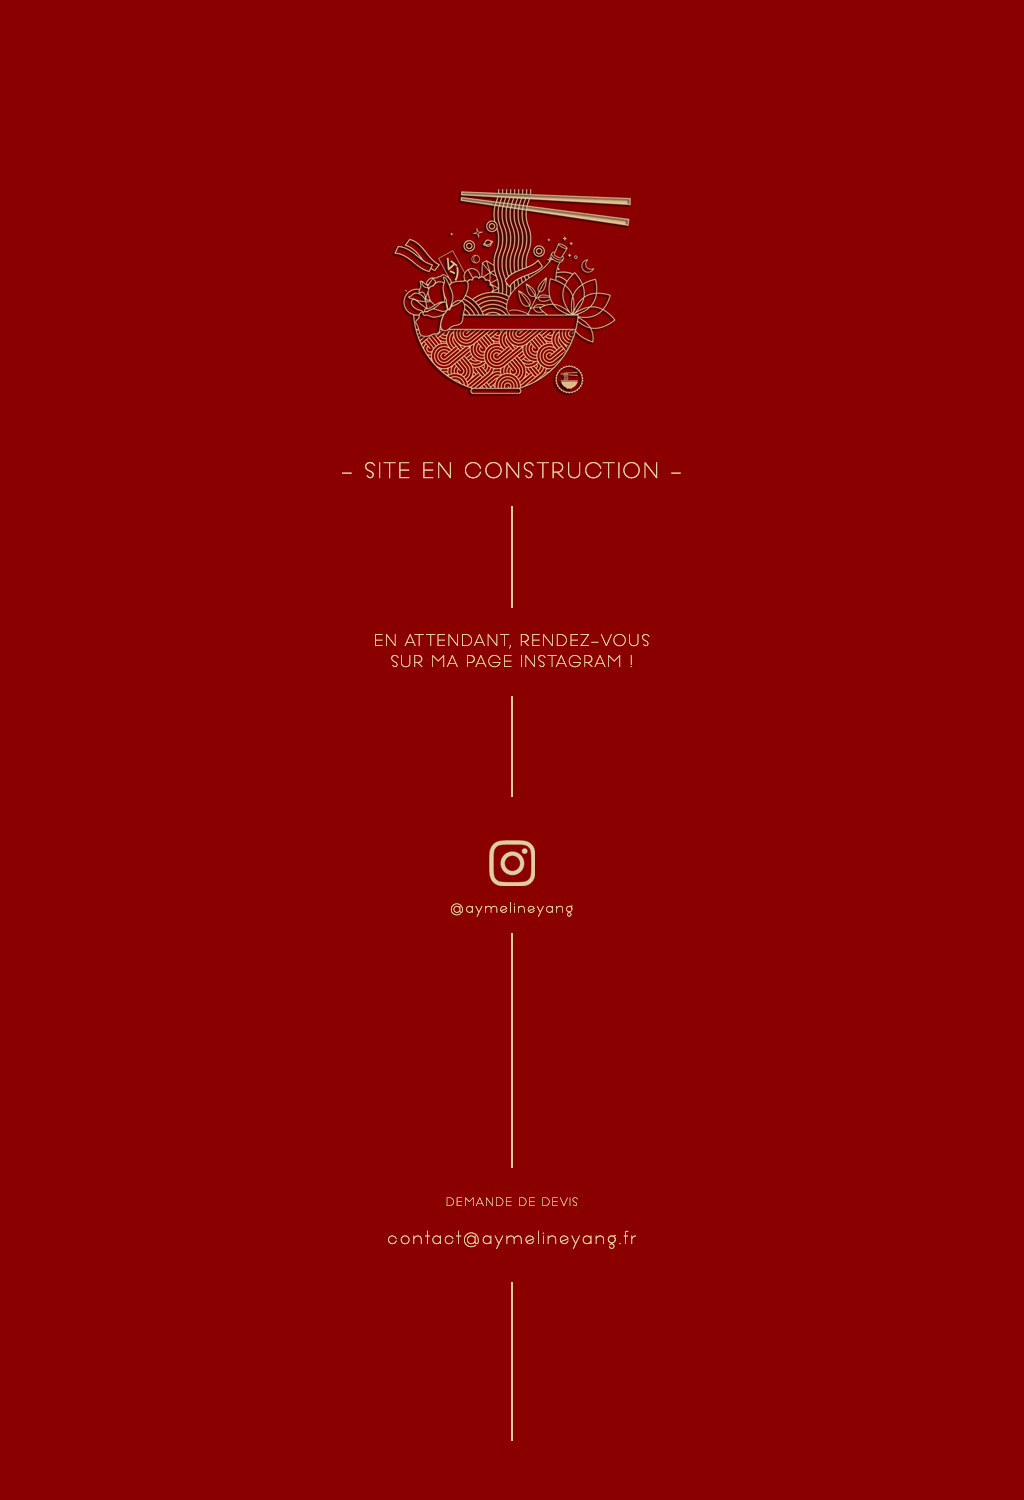 – SITE EN CONSTRUCTION –
EN ATTENDANT, RENDEZ-VOUS
SUR MA PAGE INSTAGRAM !
@aymelineyang
DEMANDE DE DEVIS
contact@aymelineyang.fr